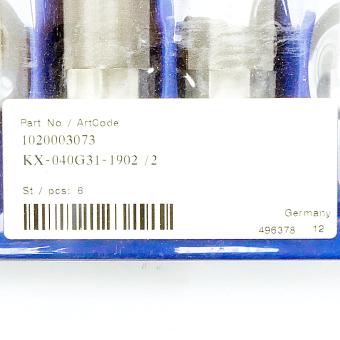 Part No. / ArtCode
1020003073
KX-040G31-1902 /2
St / pcs: 6
Germany
496378 12